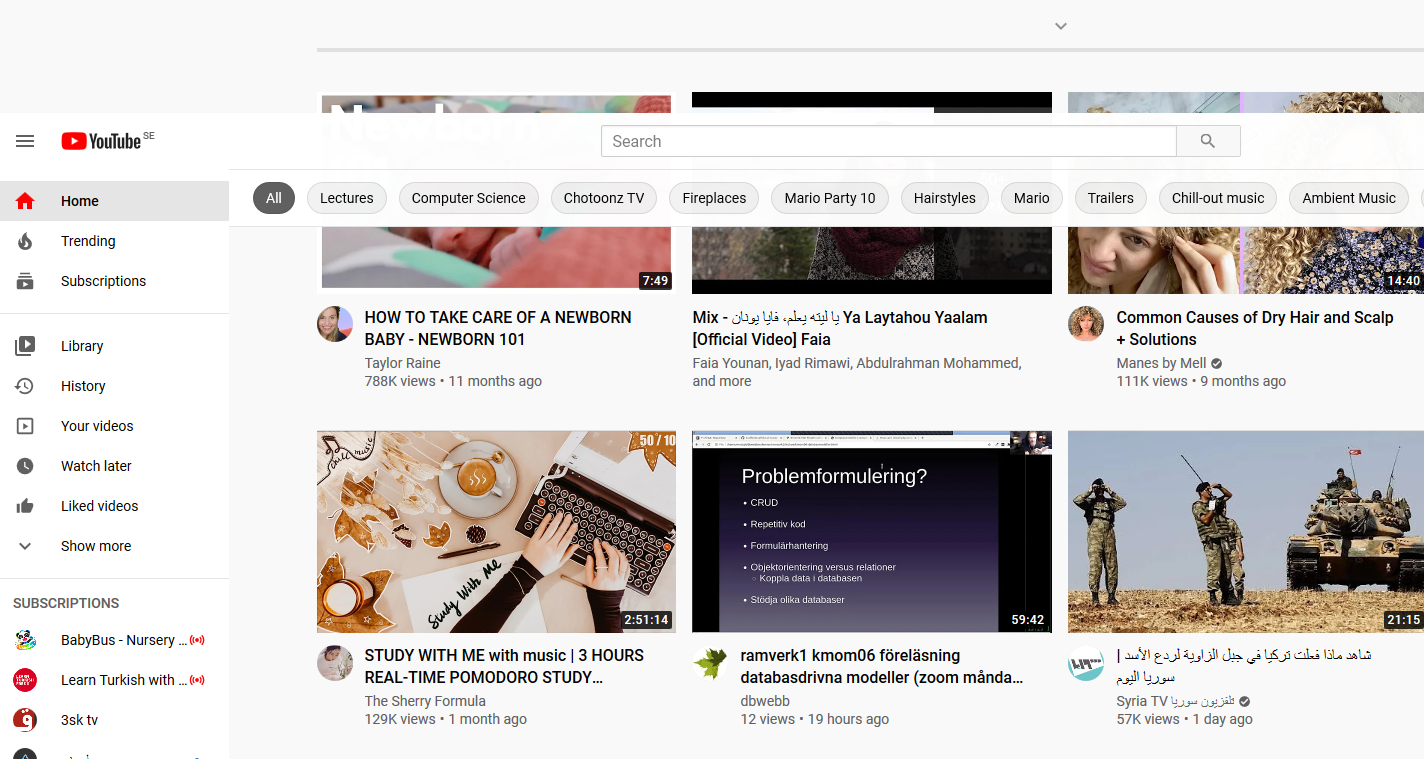 Newborn
YouTube SE
Search
Home
Trending
Subscriptions
Library
History
Your videos
Watch later
Liked videos
Show more
SUBSCRIPTIONS
BabyBus - Nursery ...
Learn Turkish with ...
3sk tv
All
Lectures
Computer Science
Chotoonz TV
Fireplaces
Mario Party 10
Hairstyles
Mario
Trailers
Chill-out music
Ambient Music
7:49
14:40
HOW TO TAKE CARE OF A NEWBORN
BABY - NEWBORN 101
Taylor Raine
788K views • 11 months ago
Mix - يا ليته يعلم، فايا يونان Ya Laytahou Yaalam
[Official Video] Faia
Faia Younan, Iyad Rimawi, Abdulrahman Mohammed,
and more
Common Causes of Dry Hair and Scalp
+ Solutions
Manes by Mell
111K views • 9 months ago
chill music
50 / 10
Study With Me
2:51:14
Problemformulering?
• CRUD
• Repetitiv kod
• Formulärhantering
• Objektorientering versus relationer
○ Koppla data i databasen
• Stödja olika databaser
59:42
21:15
STUDY WITH ME with music | 3 HOURS
REAL-TIME POMODORO STUDY...
The Sherry Formula
129K views • 1 month ago
ramverk1 kmom06 föreläsning
databasdrivna modeller (zoom månda...
dbwebb
12 views • 19 hours ago
شاهد ماذا فعلت تركيا في جبل الزاوية لردع الأسد |
سوريا اليوم
Syria TV تلفزيون سوريا
57K views • 1 day ago